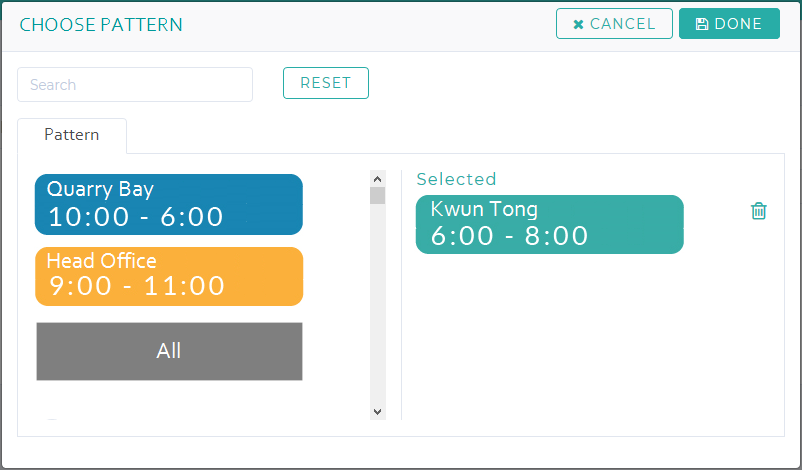 CHOOSE PATTERN
CANCEL
DONE
Search
RESET
Pattern
Quarry Bay
10:00 - 6:00
Head Office
9:00 - 11:00
All
Selected
Kwun Tong
6:00 - 8:00